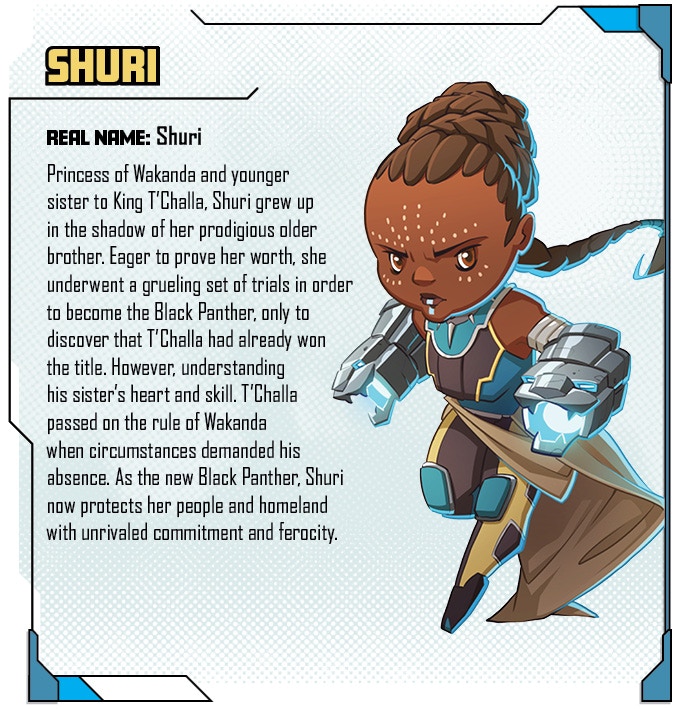 SHURI
REAL NAME: Shuri
Princess of Wakanda and younger
sister to King T'Challa, Shuri grew up
in the shadow of her prodigious older
brother. Eager to prove her worth, she
underwent a grueling set of trials in order
to become the Black Panther, only to
discover that T'Challa had already won
the title. However, understanding
his sister's heart and skill. T'Challa
passed on the rule of Wakanda
when circumstances demanded his
absence. As the new Black Panther, Shuri
now protects her people and homeland
with unrivaled commitment and ferocity.